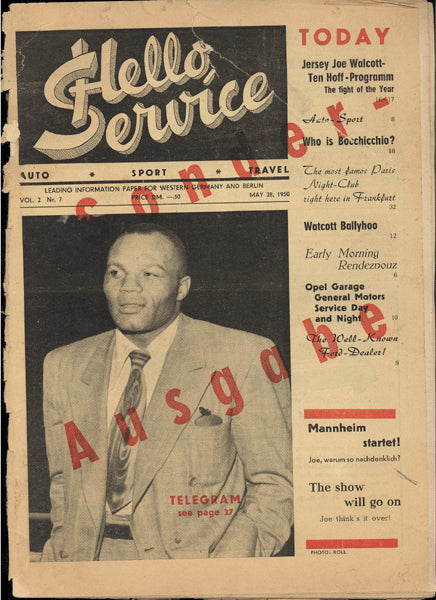 Hello
Service
AUTO * SPORT * TRAVEL
LEADING INFORMATION PAPER FOR WESTERN GERMANY AND BERLIN
VOL. 2 Nr. 7 PRICE DM. —.50 MAY 28, 1950
Sonder-
Ausgabe
TELEGRAM
see page 27
TODAY
Jersey Joe Walcott-
Ten Hoff-Programm
The fight of the Year
16/17
Auto-Sport 8
Who is Bocchicchio?
18
The most famos Paris
Night-Club
right here in Frankfurt
32
Watcott Ballyhoo
12
Early Morning
Rendezvouz
6
Opel Garage
General Motors
Service Day
and Night 10
The Well-Known
Ford-Dealer!
9
Mannheim
startet!
Joe, warum so nachdenklich?
The show
will go on
Joe think's it over!
PHOTO: KOLL